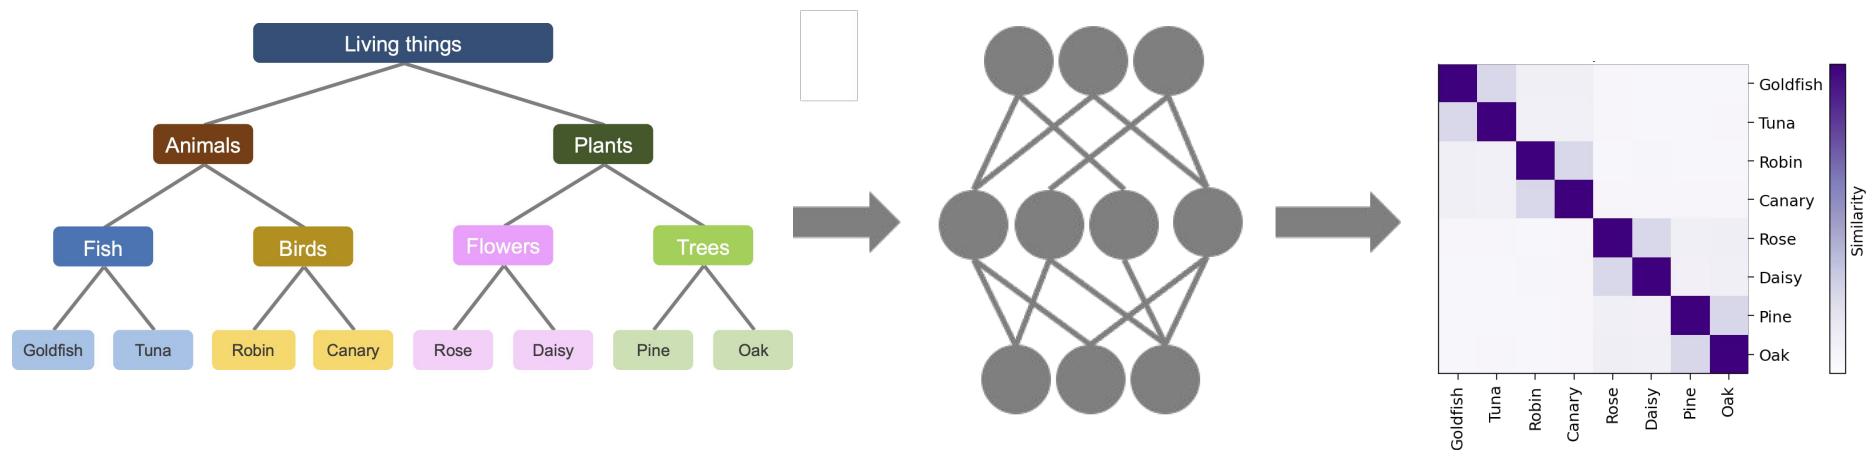 Living things
Animals
Plants
Fish
Birds
Flowers
Trees
Goldfish
Tuna
Robin
Canary
Rose
Daisy
Pine
Oak
Goldfish
Tuna
Robin
Canary
Rose
Daisy
Pine
Oak
Similarity
Goldfish
Tuna
Robin
Canary
Rose
Daisy
Pine
Oak